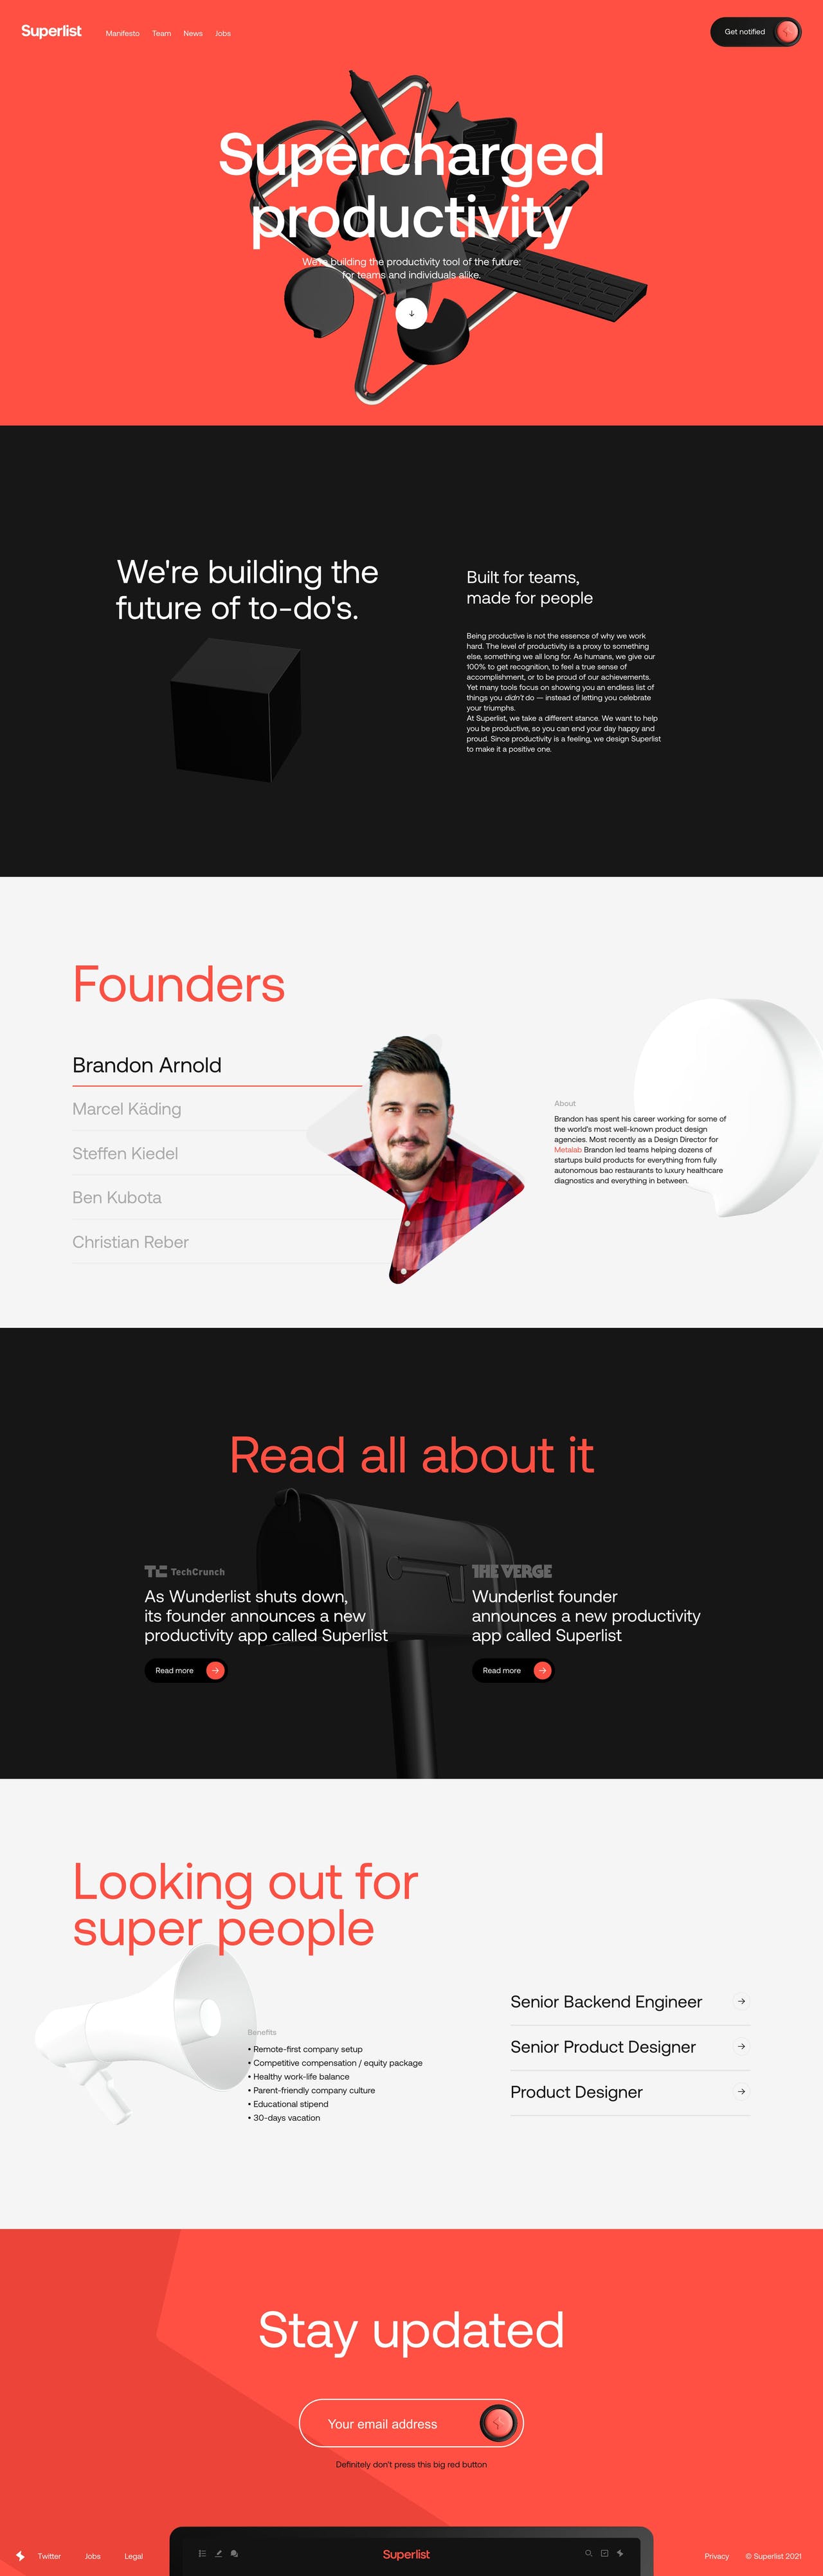 Superlist
Manifesto Team News Jobs
Get notified
Supercharged
productivity
We're building the productivity tool of the future:
for teams and individuals alike.
We're building the
future of to-do's.
Built for teams,
made for people
Being productive is not the essence of why we work
hard. The level of productivity is a proxy to something
else, something we all long for. As humans, we give our
100% to get recognition, to feel a true sense of
accomplishment, or to be proud of our achievements.
Yet many tools focus on showing you an endless list of
things you didn't do — instead of letting you celebrate
your triumphs.
At Superlist, we take a different stance. We want to help
you be productive, so you can end your day happy and
proud. Since productivity is a feeling, we design Superlist
to make it a positive one.
Founders
Brandon Arnold
Marcel Käding
Steffen Kiedel
Ben Kubota
Christian Reber
About
Brandon has spent his career working for some of
the world's most well-known product design
agencies. Most recently as a Design Director for
Metalab Brandon led teams helping dozens of
startups build products for everything from fully
autonomous bao restaurants to luxury healthcare
diagnostics and everything in between.
Read all about it
TechCrunch
As Wunderlist shuts down,
its founder announces a new
productivity app called Superlist
Read more
THE VERGE
Wunderlist founder
announces a new productivity
app called Superlist
Read more
Looking out for
super people
Benefits
• Remote-first company setup
• Competitive compensation / equity package
• Healthy work-life balance
• Parent-friendly company culture
• Educational stipend
• 30-days vacation
Senior Backend Engineer
Senior Product Designer
Product Designer
Stay updated
Your email address
Definitely don't press this big red button
Superlist
Twitter Jobs Legal
Privacy © Superlist 2021